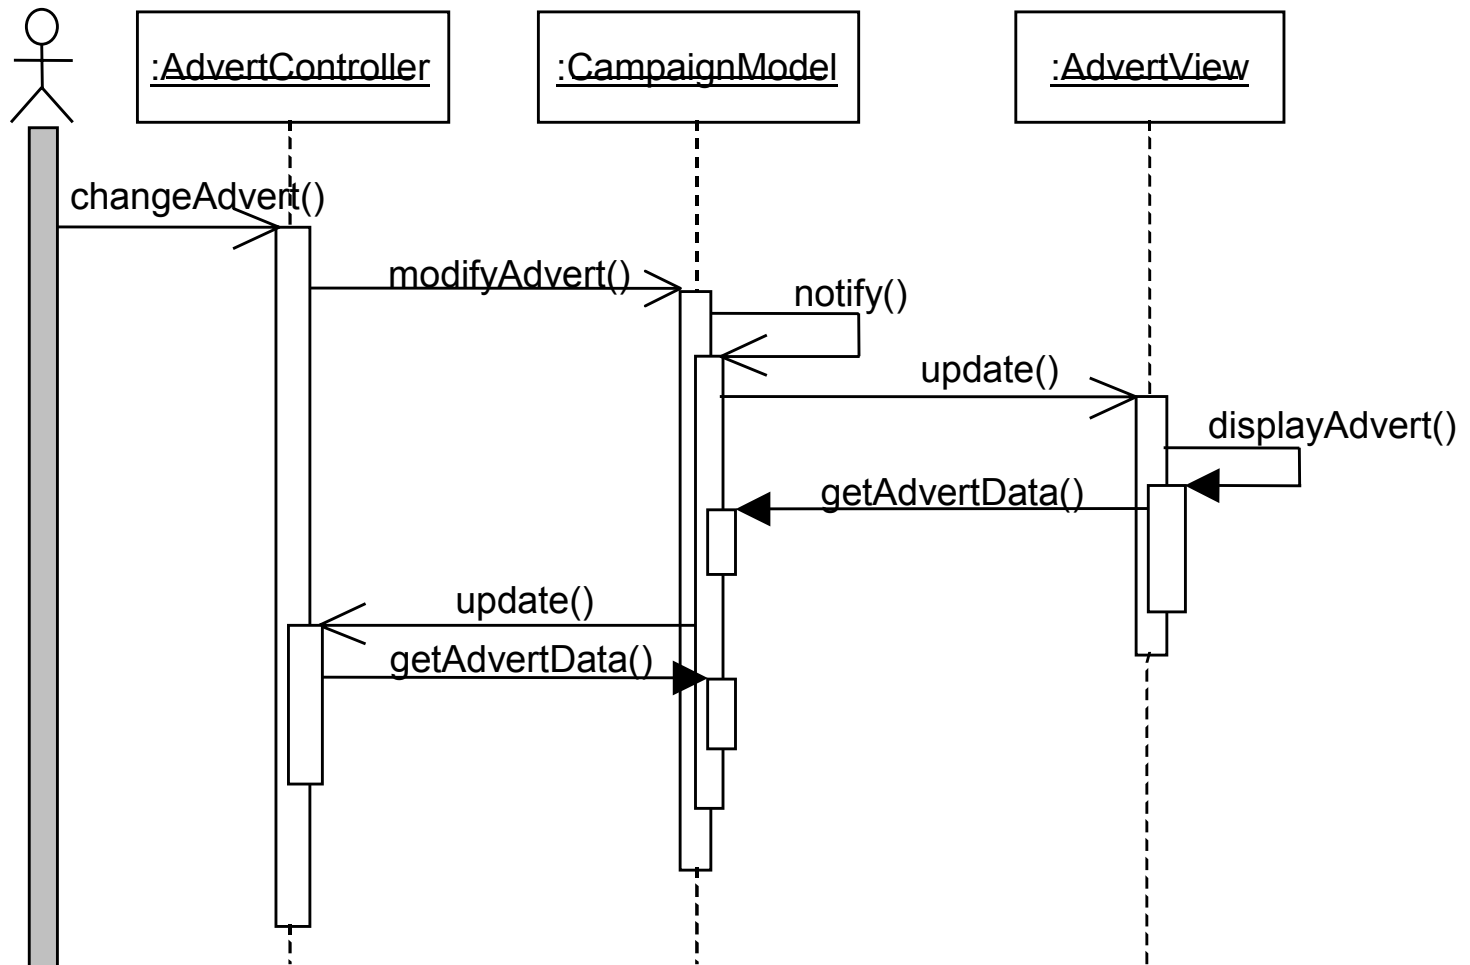 :AdvertController
:CampaignModel
:AdvertView
changeAdvert()
modifyAdvert()
notify()
update()
displayAdvert()
getAdvertData()
update()
getAdvertData()